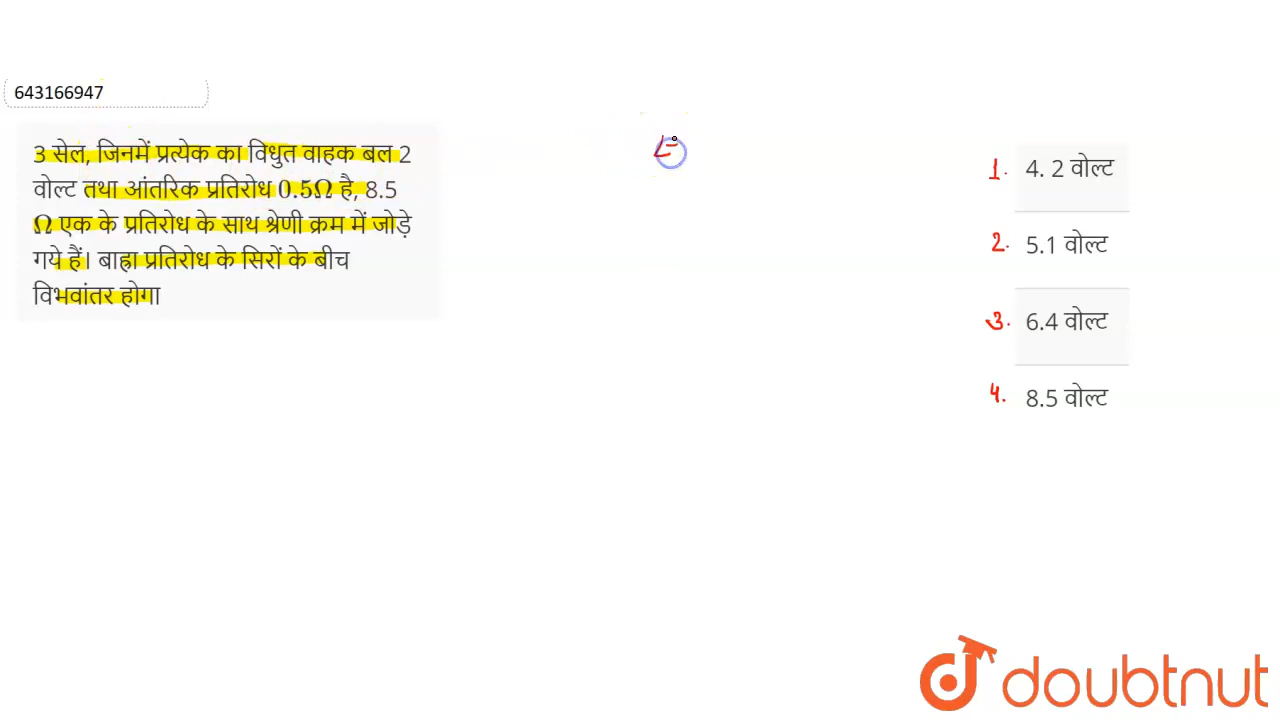 643166947
3 सेल, जिनमें प्रत्येक का विधुत वाहक बल 2
वोल्ट तथा आंतरिक प्रतिरोध 0.5Ω है, 8.5
Ω एक के प्रतिरोध के साथ श्रेणी क्रम में जोड़े
गये हैं। बाह्रा प्रतिरोध के सिरों के बीच
विभवांतर होगा
E
1. 4. 2 वोल्ट
2. 5.1 वोल्ट
3. 6.4 वोल्ट
4. 8.5 वोल्ट
doubtnut